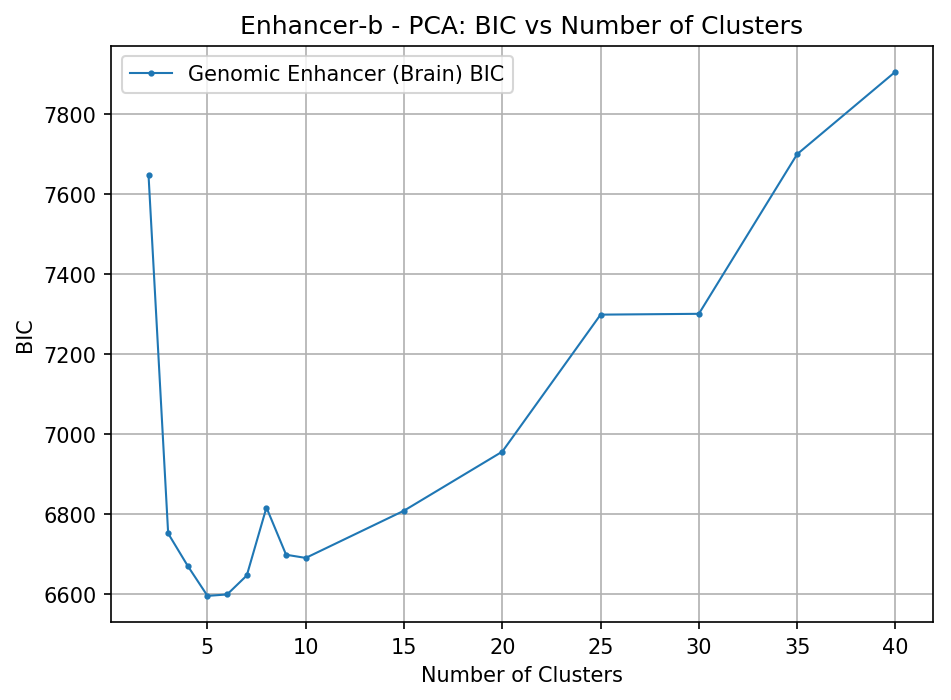 Enhancer-b - PCA: BIC vs Number of Clusters
Genomic Enhancer (Brain) BIC
7800
7600
7400
7200
7000
6800
6600
BIC
5 10 15 20 25 30 35 40
Number of Clusters